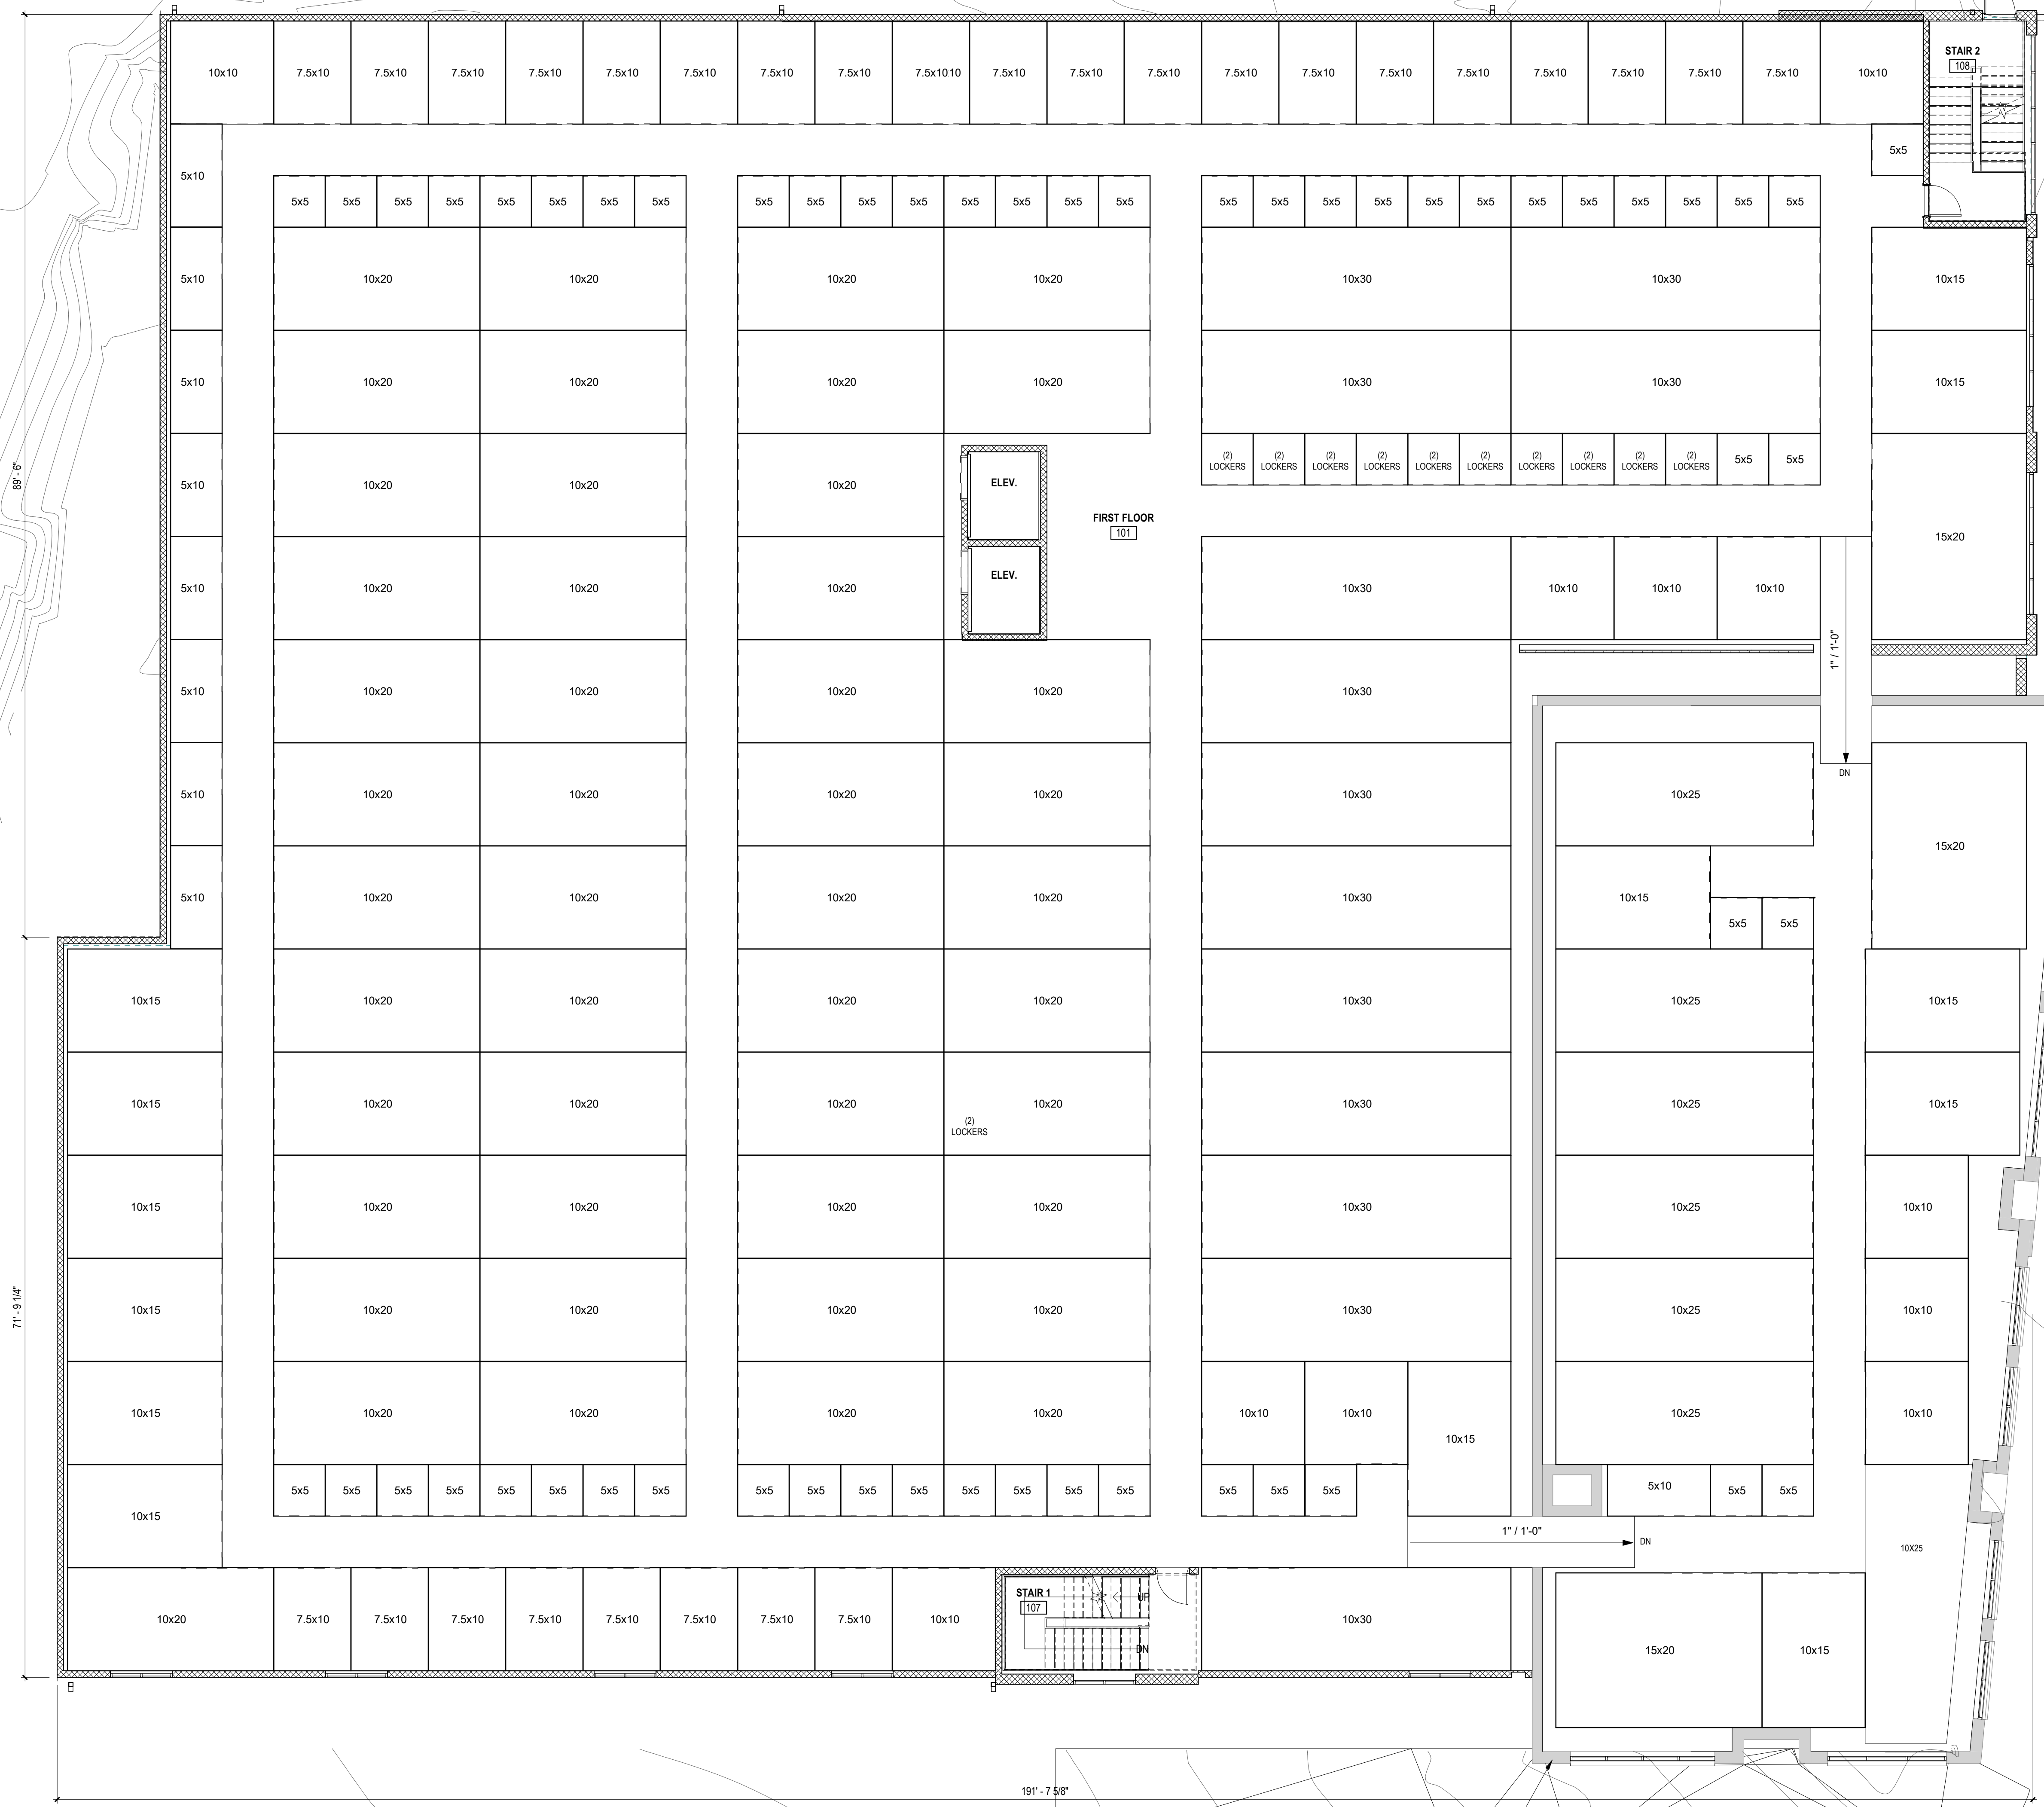 STAIR 2
108
10x10 7.5x10 7.5x10 7.5x10 7.5x10 7.5x10 7.5x10 7.5x10 7.5x10 7.5x1010 7.5x10 7.5x10 7.5x10 7.5x10 7.5x10 7.5x10 7.5x10 7.5x10 7.5x10 7.5x10 7.5x10 10x10
5x5
5x10
5x5 5x5 5x5 5x5 5x5 5x5 5x5 5x5 5x5 5x5 5x5 5x5 5x5 5x5 5x5 5x5 5x5 5x5 5x5 5x5 5x5 5x5 5x5 5x5 5x5 5x5 5x5 5x5
5x10 10x20 10x20 10x20 10x20 10x30 10x30 10x15
5x10 10x20 10x20 10x20 10x20 10x30 10x30 10x15
(2) (2) (2) (2) (2) (2) (2) (2) (2) (2)
LOCKERS LOCKERS LOCKERS LOCKERS LOCKERS LOCKERS LOCKERS LOCKERS LOCKERS LOCKERS 5x5 5x5
89' - 6"
5x10 10x20 10x20 10x20 ELEV.
FIRST FLOOR
101
15x20
ELEV.
5x10 10x20 10x20 10x20 10x30 10x10 10x10 10x10
1" / 1'-0"
5x10 10x20 10x20 10x20 10x20 10x30
DN
5x10 10x20 10x20 10x20 10x20 10x30 10x25
15x20
5x10 10x20 10x20 10x20 10x20 10x30 10x15
5x5 5x5
10x15 10x20 10x20 10x20 10x20 10x30 10x25 10x15
10x15 10x20 10x20 10x20 10x20 10x30 10x25 10x15
(2)
LOCKERS
10x15 10x20 10x20 10x20 10x20 10x30 10x25 10x10
71' - 9 1/4"
10x15 10x20 10x20 10x20 10x20 10x30 10x25 10x10
10x15 10x20 10x20 10x20 10x20 10x10 10x10 10x25 10x10
10x15
5x5 5x5 5x5 5x5 5x5 5x5 5x5 5x5 5x5 5x5 5x5 5x5 5x5 5x5 5x5 5x5 5x5 5x5 5x5 5x10 5x5 5x5
10x15
1" / 1'-0"
DN
10X25
STAIR 1
107
UP
DN
10x20 7.5x10 7.5x10 7.5x10 7.5x10 7.5x10 7.5x10 7.5x10 7.5x10 10x10 10x30
15x20 10x15
191' - 7 5/8"